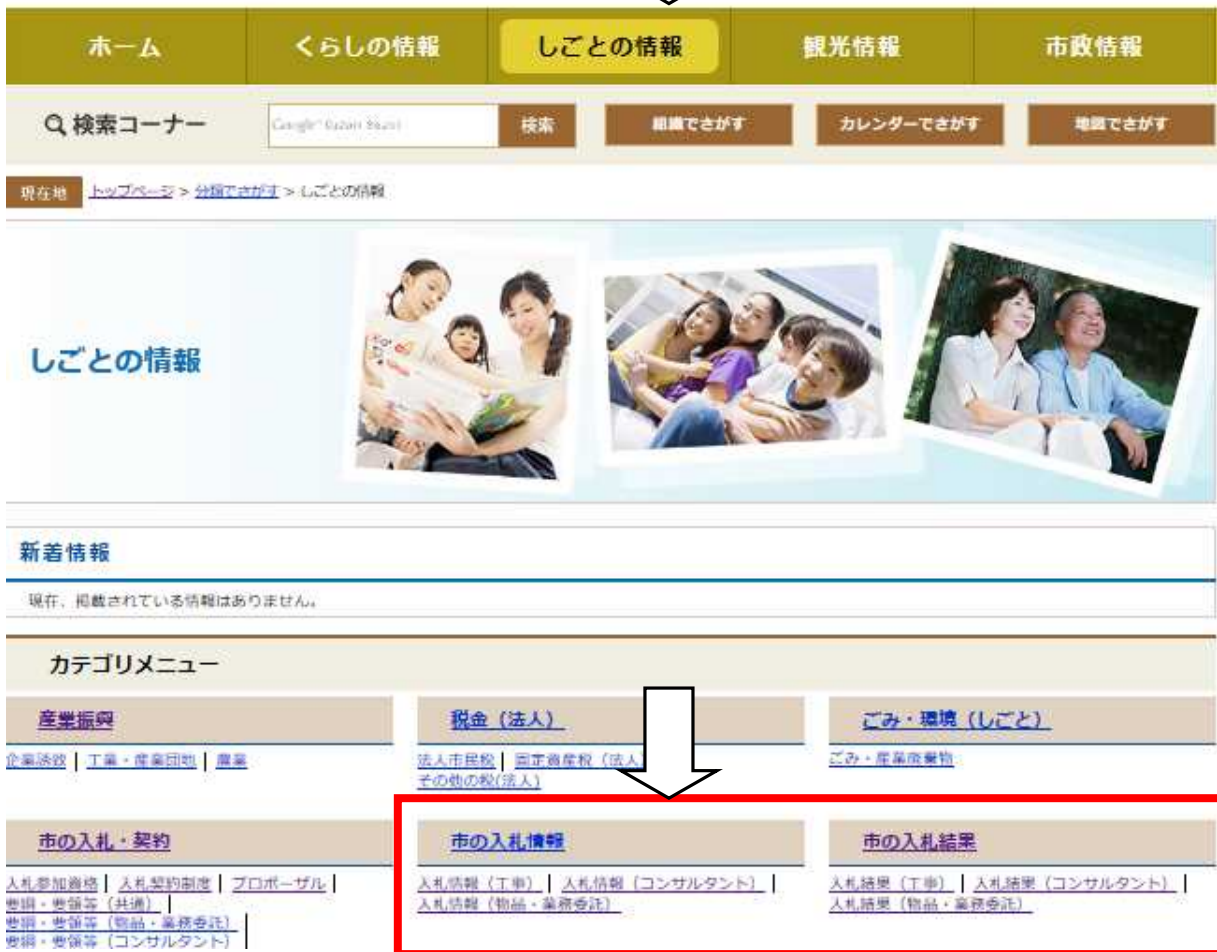 ホーム くらしの情報 しごとの情報 観光情報 市政情報
検索コーナー 検索 組織でさがす カレンダーでさがす 地図でさがす
現在地 トップページ > 分類でさがす > しごとの情報
しごとの情報
新着情報
現在、掲載されている情報はありません。
カテゴリメニュー
産業振興 税金（法人） ごみ・環境（しごと）
企業誘致 | 工業・産業団地 | 農業 法人市民税 | 固定資産税（法人 ごみ・産業廃棄物
その他の税(法人)
市の入札・契約 市の入札情報 市の入札結果
入札参加資格 | 入札契約制度 | プロポーザル | 入札情報（工事） | 入札情報（コンサルタント） | 入札結果（工事） | 入札結果（コンサルタント） |
要綱・要領等（共通） | 入札情報（物品・業務委託） 入札結果（物品・業務委託）
要綱・要領等（物品・業務委託） |
要綱・要領等（コンサルタント） |